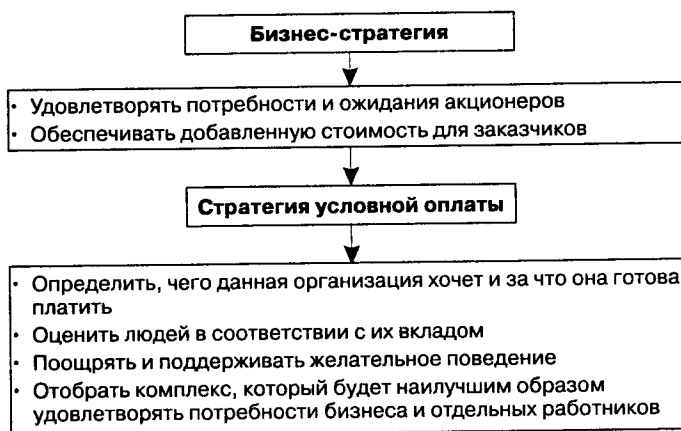 Бизнес-стратегия
· Удовлетворять потребности и ожидания акционеров
· Обеспечивать добавленную стоимость для заказчиков
Стратегия условной оплаты
· Определить, чего данная организация хочет и за что она готова
платить
· Оценить людей в соответствии с их вкладом
· Поощрять и поддерживать желательное поведение
· Отобрать комплекс, который будет наилучшим образом
удовлетворять потребности бизнеса и отдельных работников